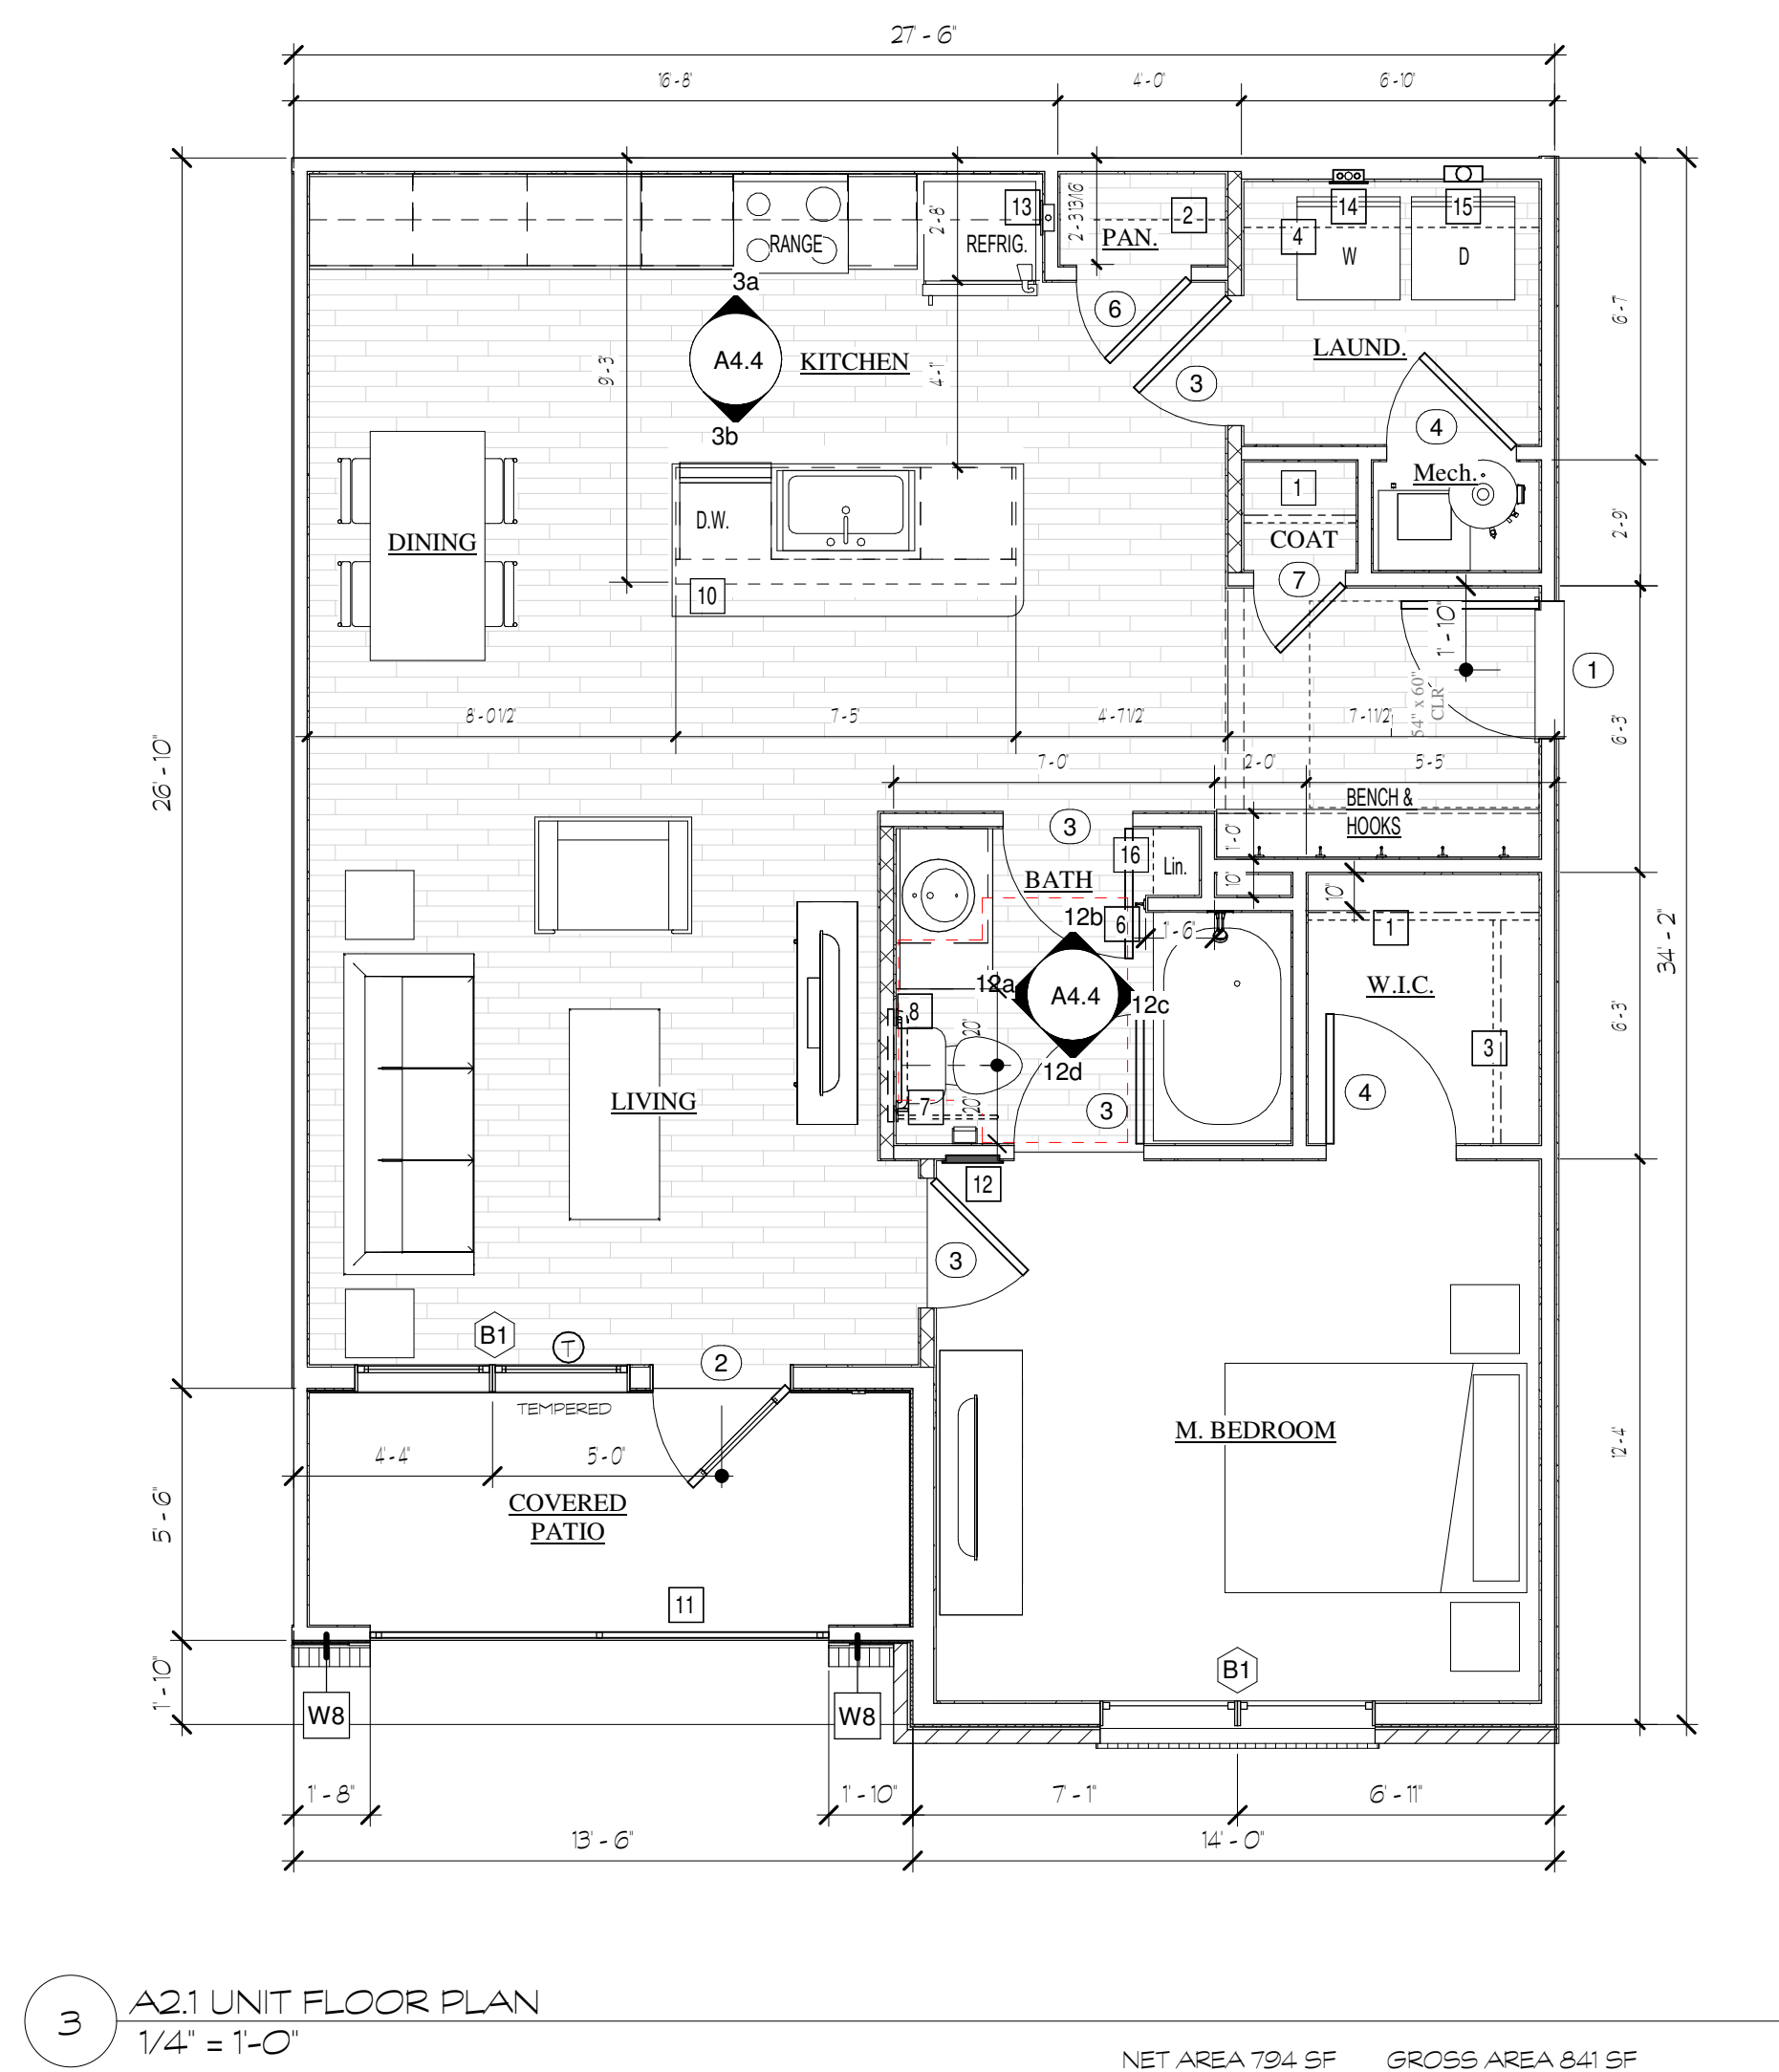 27' - 6"
16' - 8"
4' - 0"
6' - 10"
13
2
14
15
4
2' - 8"
2' - 3 13/16"
RANGE
REFRIG.
PAN.
W
D
3a
6
A4.4
KITCHEN
LAUND.
6' - 7"
9' - 3"
4' - 1"
3
3b
4
Mech.
1
D.W.
COAT
2' - 9"
DINING
7
10
1' - 10"
1
54" x 60"
CLR
8' - 0 1/2"
7' - 5"
4' - 7 1/2"
7' - 11 1/2"
6' - 3"
26' - 10"
7' - 0"
2' - 0"
5' - 5"
BENCH &
HOOKS
3
1' - 0"
16
Lin.
BATH
10"
10"
12b
6
1' - 6"
1
34' - 2"
12a
A4.4
12c
W.I.C.
8
20"
6' - 3"
3
12d
LIVING
7
20"
3
4
12
3
B1
T
2
TEMPERED
M. BEDROOM
12' - 4"
4' - 4"
5' - 0"
COVERED
PATIO
5' - 6"
11
1' - 10"
B1
W8
W8
1' - 8"
1' - 10"
7' - 1"
6' - 11"
13' - 6"
14' - 0"
3
A2.1 UNIT FLOOR PLAN
1/4" = 1'-0"
NET AREA 794 SF
GROSS AREA 841 SF